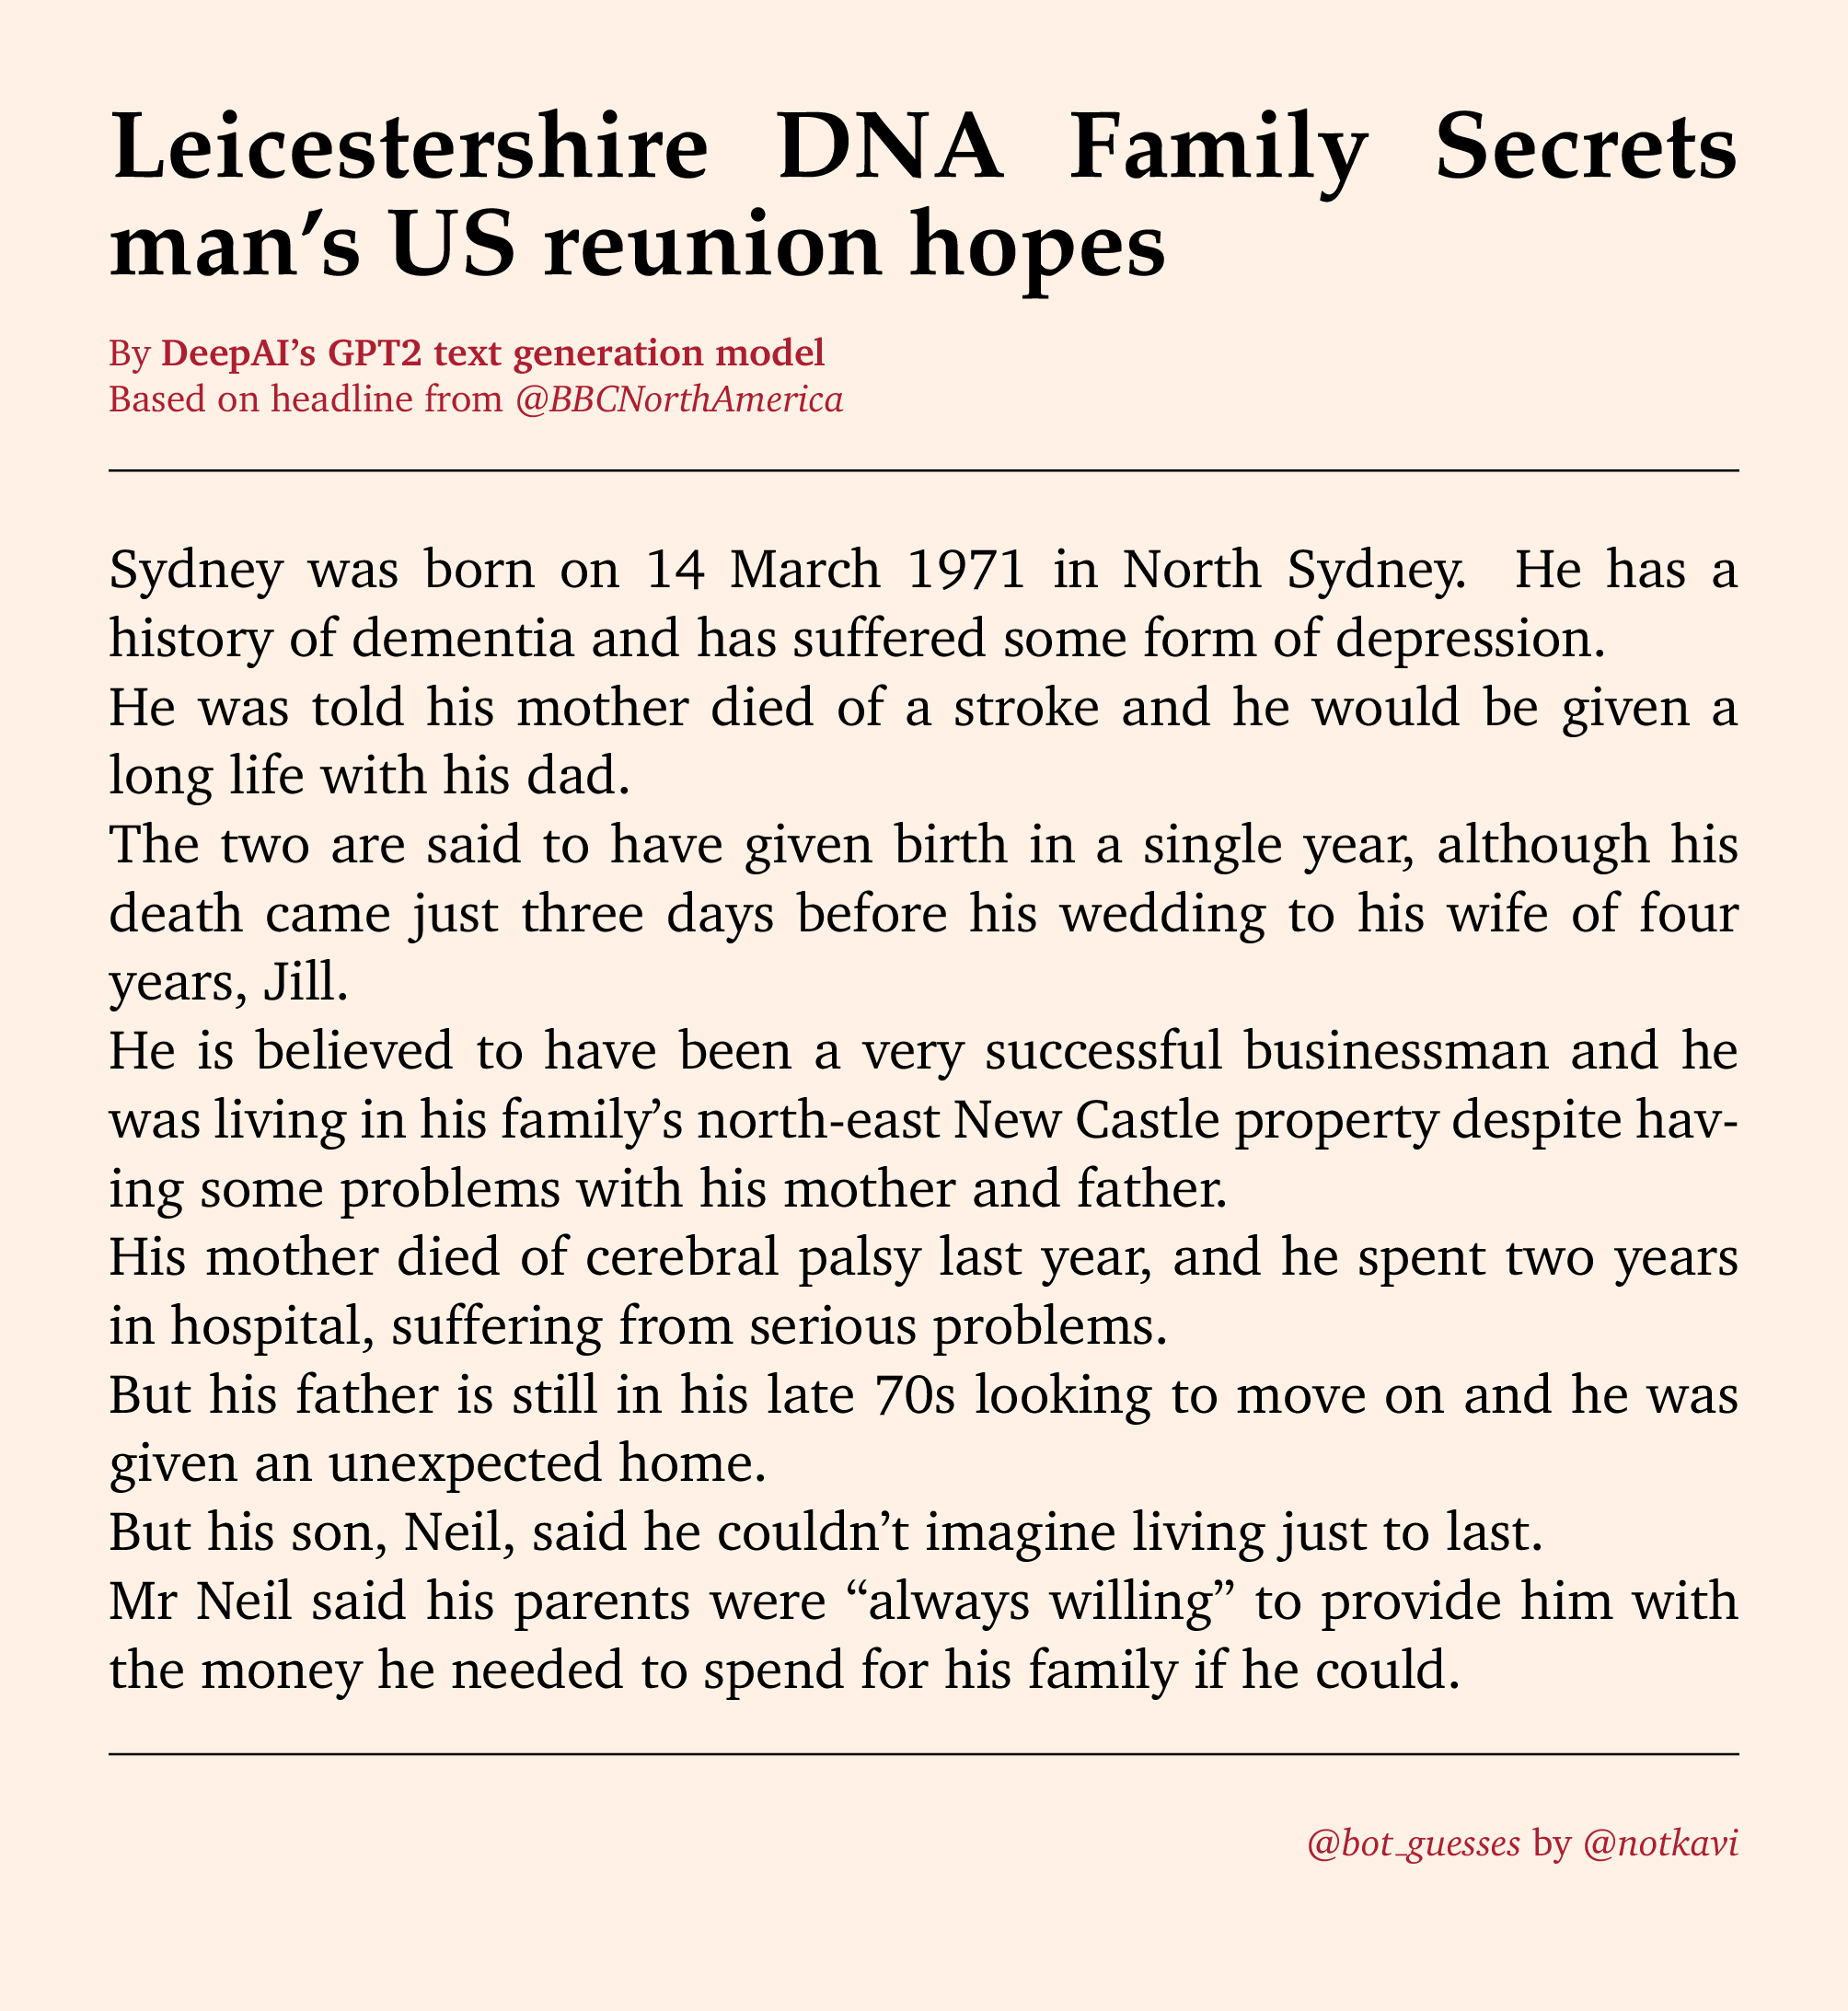 Leicestershire DNA Family Secrets
man’s US reunion hopes
By DeepAI’s GPT2 text generation model
Based on headline from @BBCNorthAmerica
Sydney was born on 14 March 1971 in North Sydney. He has a
history of dementia and has suffered some form of depression.
He was told his mother died of a stroke and he would be given a
long life with his dad.
The two are said to have given birth in a single year, although his
death came just three days before his wedding to his wife of four
years, Jill.
He is believed to have been a very successful businessman and he
was living in his family’s north-east New Castle property despite hav-
ing some problems with his mother and father.
His mother died of cerebral palsy last year, and he spent two years
in hospital, suffering from serious problems.
But his father is still in his late 70s looking to move on and he was
given an unexpected home.
But his son, Neil, said he couldn’t imagine living just to last.
Mr Neil said his parents were “always willing” to provide him with
the money he needed to spend for his family if he could.
@bot_guesses by @notkavi